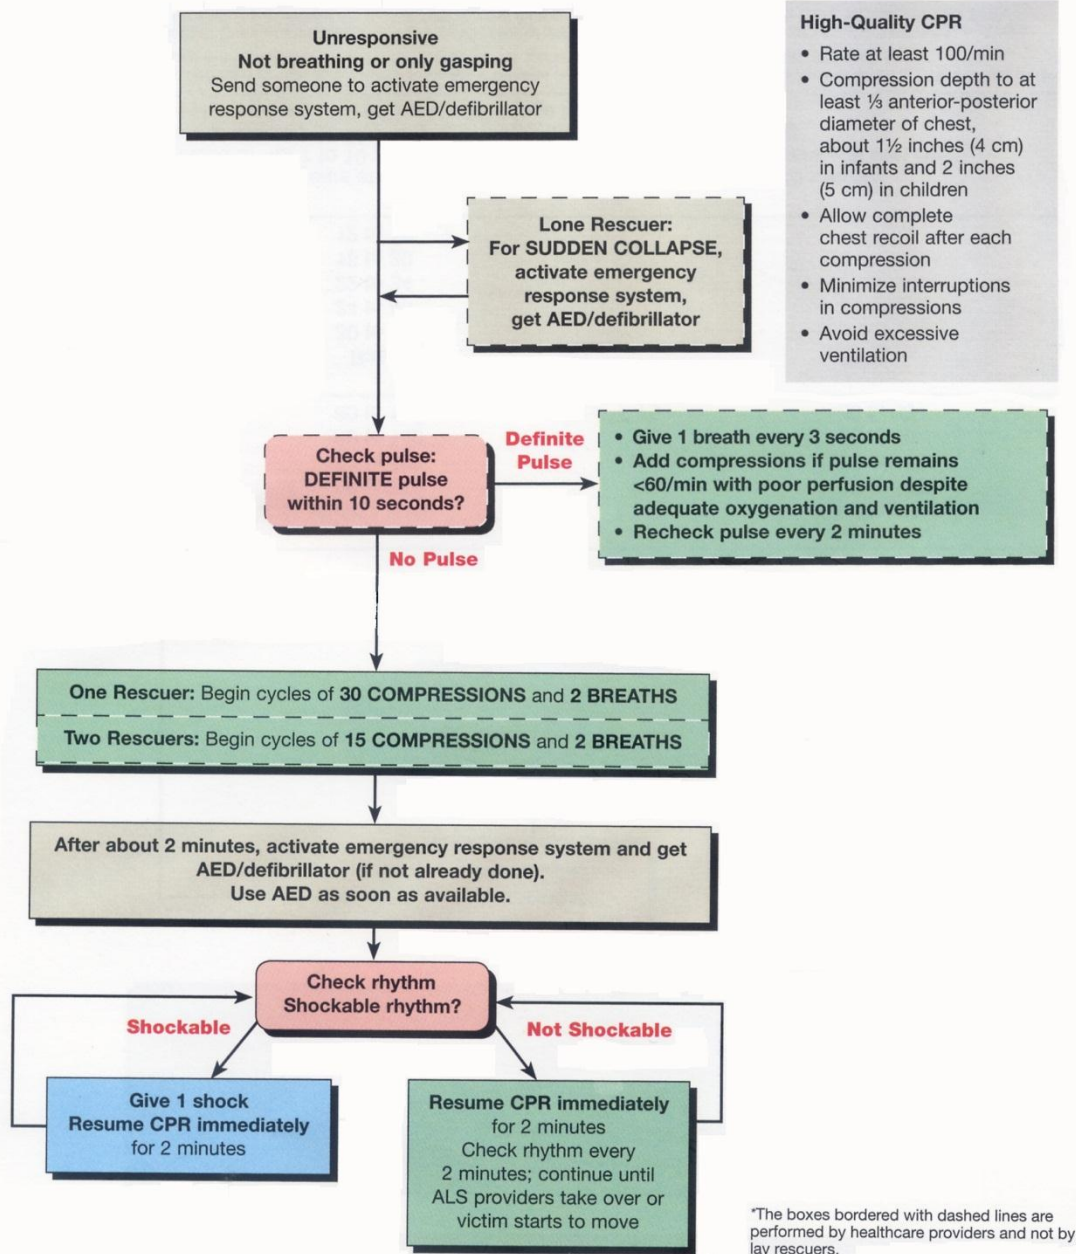 Unresponsive
Not breathing or only gasping
Send someone to activate emergency
response system, get AED/defibrillator
High-Quality CPR
• Rate at least 100/min
• Compression depth to at
least ⅓ anterior-posterior
diameter of chest,
about 1½ inches (4 cm)
in infants and 2 inches
(5 cm) in children
• Allow complete
chest recoil after each
compression
• Minimize interruptions
in compressions
• Avoid excessive
ventilation
Lone Rescuer:
For SUDDEN COLLAPSE,
activate emergency
response system,
get AED/defibrillator
Check pulse:
DEFINITE pulse
within 10 seconds?
Definite
Pulse
• Give 1 breath every 3 seconds
• Add compressions if pulse remains
<60/min with poor perfusion despite
adequate oxygenation and ventilation
• Recheck pulse every 2 minutes
No Pulse
One Rescuer: Begin cycles of 30 COMPRESSIONS and 2 BREATHS
Two Rescuers: Begin cycles of 15 COMPRESSIONS and 2 BREATHS
After about 2 minutes, activate emergency response system and get
AED/defibrillator (if not already done).
Use AED as soon as available.
Check rhythm
Shockable rhythm?
Shockable
Not Shockable
Give 1 shock
Resume CPR immediately
for 2 minutes
Resume CPR immediately
for 2 minutes
Check rhythm every
2 minutes; continue until
ALS providers take over or
victim starts to move
*The boxes bordered with dashed lines are
performed by healthcare providers and not by
lay rescuers.